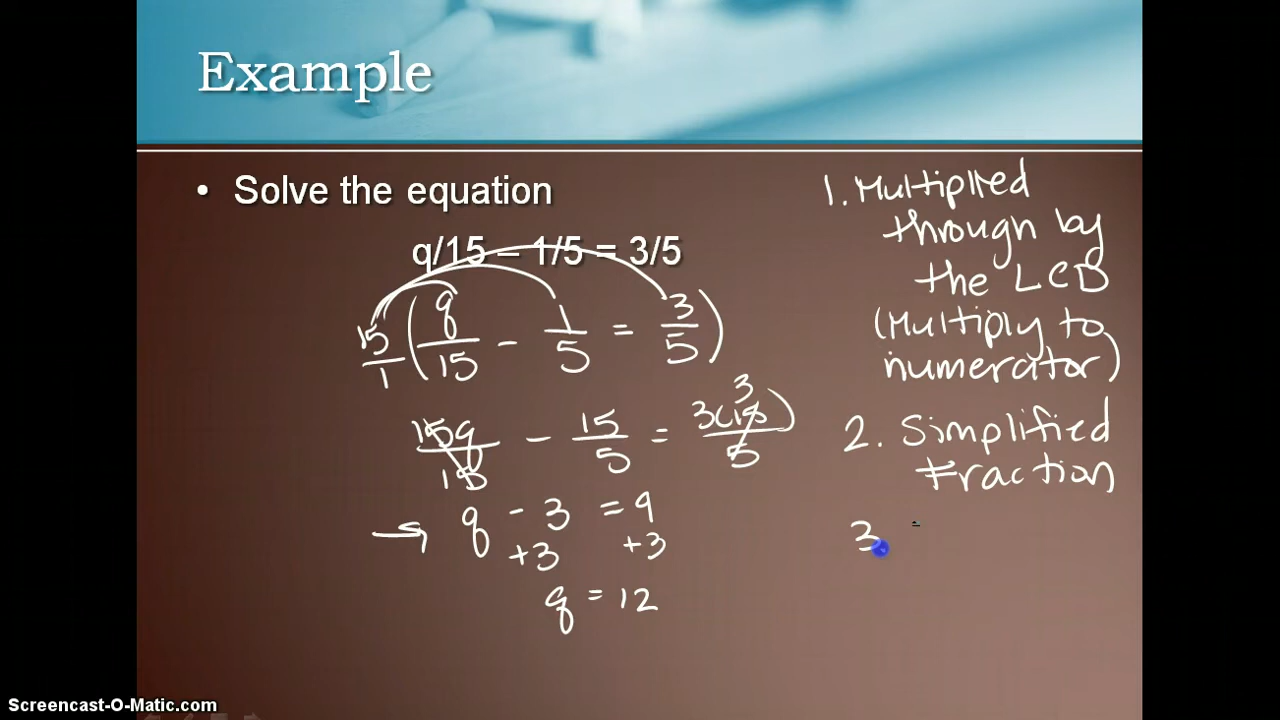 Example
• Solve the equation
q/15 – 1/5 = 3/5
15/1 (q/15 - 1/5 = 3/5)
15q/15 - 15/5 = 3(15)/5
3
→ q - 3 = 9
+3 +3
q = 12
1. Multiplied
through by
the LCD
(Multiply to
numerator)
2. Simplified
Fraction
3
Screencast-O-Matic.com